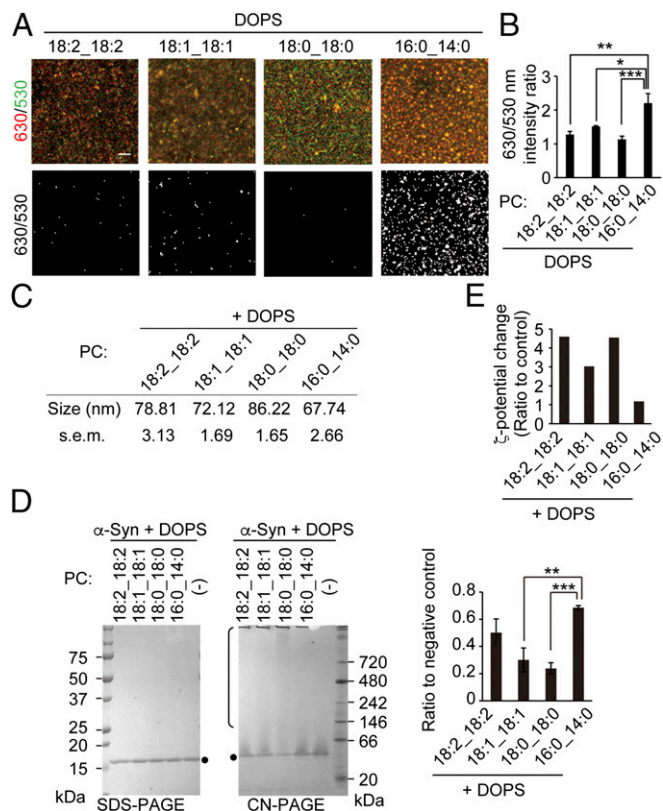 A
DOPS
18:2_18:2 18:1_18:1 18:0_18:0 16:0_14:0
630/530
630/530
B
630/530 nm
intensity ratio
**
*
***
3
2
1
0
PC: 18:2_18:2 18:1_18:1 18:0_18:0 16:0_14:0
DOPS
C
+ DOPS
PC: 18:2_18:2 18:1_18:1 18:0_18:0 16:0_14:0
Size (nm) 78.81 72.12 86.22 67.74
s.e.m. 3.13 1.69 1.65 2.66
E
ζ-potential change
(Ratio to control)
5
4
3
2
1
0
18:2_18:2 18:1_18:1 18:0_18:0 16:0_14:0
+ DOPS
D
α-Syn + DOPS α-Syn + DOPS
PC: 18:2_18:2 18:1_18:1 18:0_18:0 16:0_14:0 (-) 18:2_18:2 18:1_18:1 18:0_18:0 16:0_14:0 (-)
75
50
37
25
20
15
kDa
SDS-PAGE
720
480
242
146
66
20
CN-PAGE
kDa
Ratio to negative control
**
***
0.8
0.6
0.4
0.2
0
18:2_18:2 18:1_18:1 18:0_18:0 16:0_14:0
+ DOPS